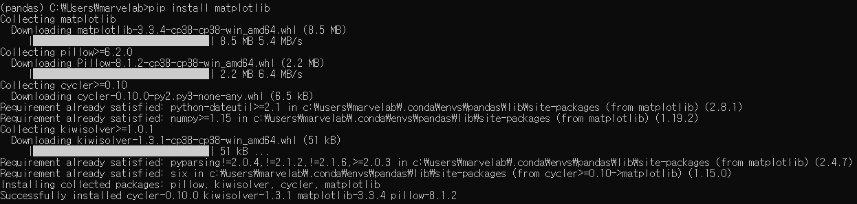 (pandas) C:₩Users₩marvelab>pip install matplotlib
Collecting matplotlib
Downloading matplotlib-3.3.4-cp38-cp38-win_amd64.whl (8.5 MB)
| | 8.5 MB 5.4 MB/s
Collecting pillow>=6.2.0
Downloading Pillow-8.1.2-cp38-cp38-win_amd64.whl (2.2 MB)
| | 2.2 MB 6.4 MB/s
Collecting cycler>=0.10
Downloading cycler-0.10.0-py2.py3-none-any.whl (6.5 kB)
Requirement already satisfied: python-dateutil>=2.1 in c:₩users₩marvelab₩.conda₩envs₩pandas₩lib₩site-packages (from matplotlib) (2.8.1)
Requirement already satisfied: numpy>=1.15 in c:₩users₩marvelab₩.conda₩envs₩pandas₩lib₩site-packages (from matplotlib) (1.19.2)
Collecting kiwisolver>=1.0.1
Downloading kiwisolver-1.3.1-cp38-cp38-win_amd64.whl (51 kB)
| | 51 kB ...
Requirement already satisfied: pyparsing!=2.0.4,!=2.1.2,!=2.1.6,>=2.0.3 in c:₩users₩marvelab₩.conda₩envs₩pandas₩lib₩site-packages (from matplotlib) (2.4.7)
Requirement already satisfied: six in c:₩users₩marvelab₩.conda₩envs₩pandas₩lib₩site-packages (from cycler>=0.10->matplotlib) (1.15.0)
Installing collected packages: pillow, kiwisolver, cycler, matplotlib
Successfully installed cycler-0.10.0 kiwisolver-1.3.1 matplotlib-3.3.4 pillow-8.1.2